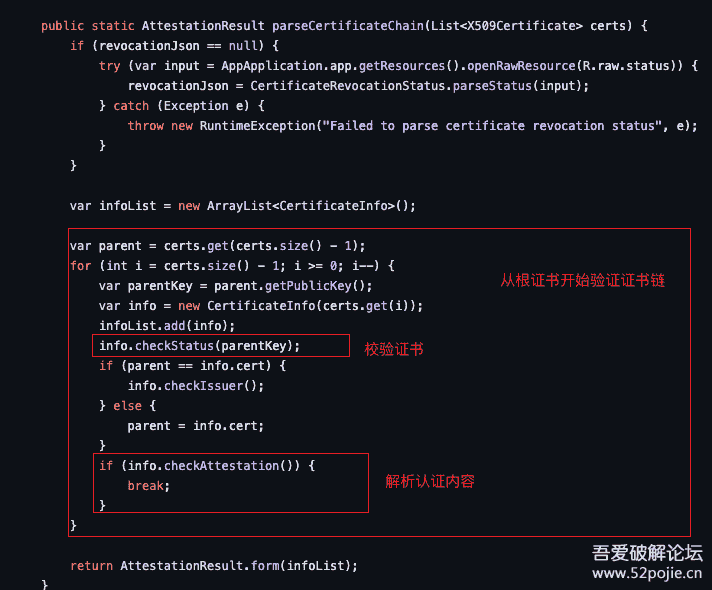 public static AttestationResult parseCertificateChain(List<X509Certificate> certs) {
if (revocationJson == null) {
try (var input = AppApplication.app.getResources().openRawResource(R.raw.status)) {
revocationJson = CertificateRevocationStatus.parseStatus(input);
} catch (Exception e) {
throw new RuntimeException("Failed to parse certificate revocation status", e);
}
}
var infoList = new ArrayList<CertificateInfo>();
var parent = certs.get(certs.size() - 1);
for (int i = certs.size() - 1; i >= 0; i--) {
从根证书开始验证证书链
var parentKey = parent.getPublicKey();
var info = new CertificateInfo(certs.get(i));
infoList.add(info);
info.checkStatus(parentKey);
校验证书
if (parent == info.cert) {
info.checkIssuer();
} else {
parent = info.cert;
}
if (info.checkAttestation()) {
解析认证内容
break;
}
}
return AttestationResult.form(infoList);
}
吾爱破解论坛
www.52pojie.cn